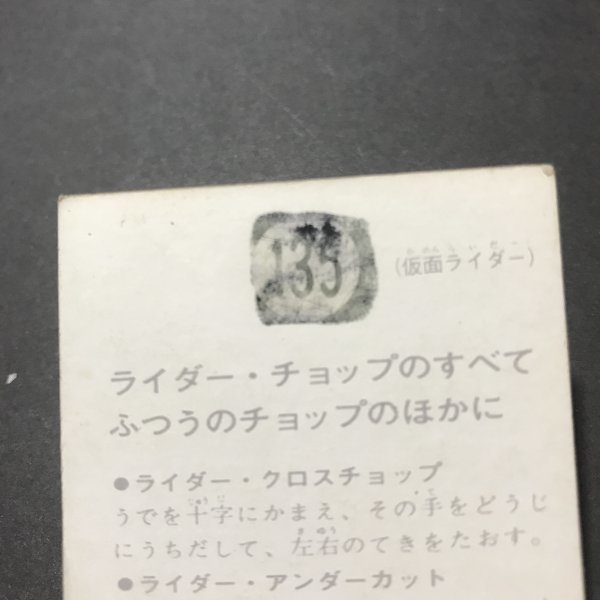 135
(仮面ライダー)
ライダー・チョップのすべて
ふつうのチョップのほかに
●ライダー・クロスチョップ
うでを十字にかまえ、その手をどうじ
にうちだして、左右のてきをたおす。
●ライダー・アンダーカット